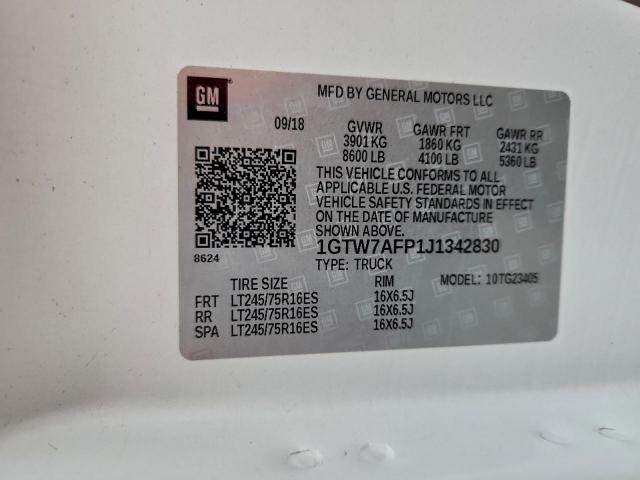 GM
MFD BY GENERAL MOTORS LLC
09/18 GVWR GAWR FRT GAWR RR
3901 KG 1860 KG 2431 KG
8600 LB 4100 LB 5360 LB
THIS VEHICLE CONFORMS TO ALL
APPLICABLE U.S. FEDERAL MOTOR
VEHICLE SAFETY STANDARDS IN EFFECT
ON THE DATE OF MANUFACTURE
SHOWN ABOVE.
8624
1GTW7AFP1J1342830
TYPE: TRUCK
TIRE SIZE RIM MODEL: 10TG23405
FRT LT245/75R16ES 16X6.5J
RR LT245/75R16ES 16X6.5J
SPA LT245/75R16ES 16X6.5J